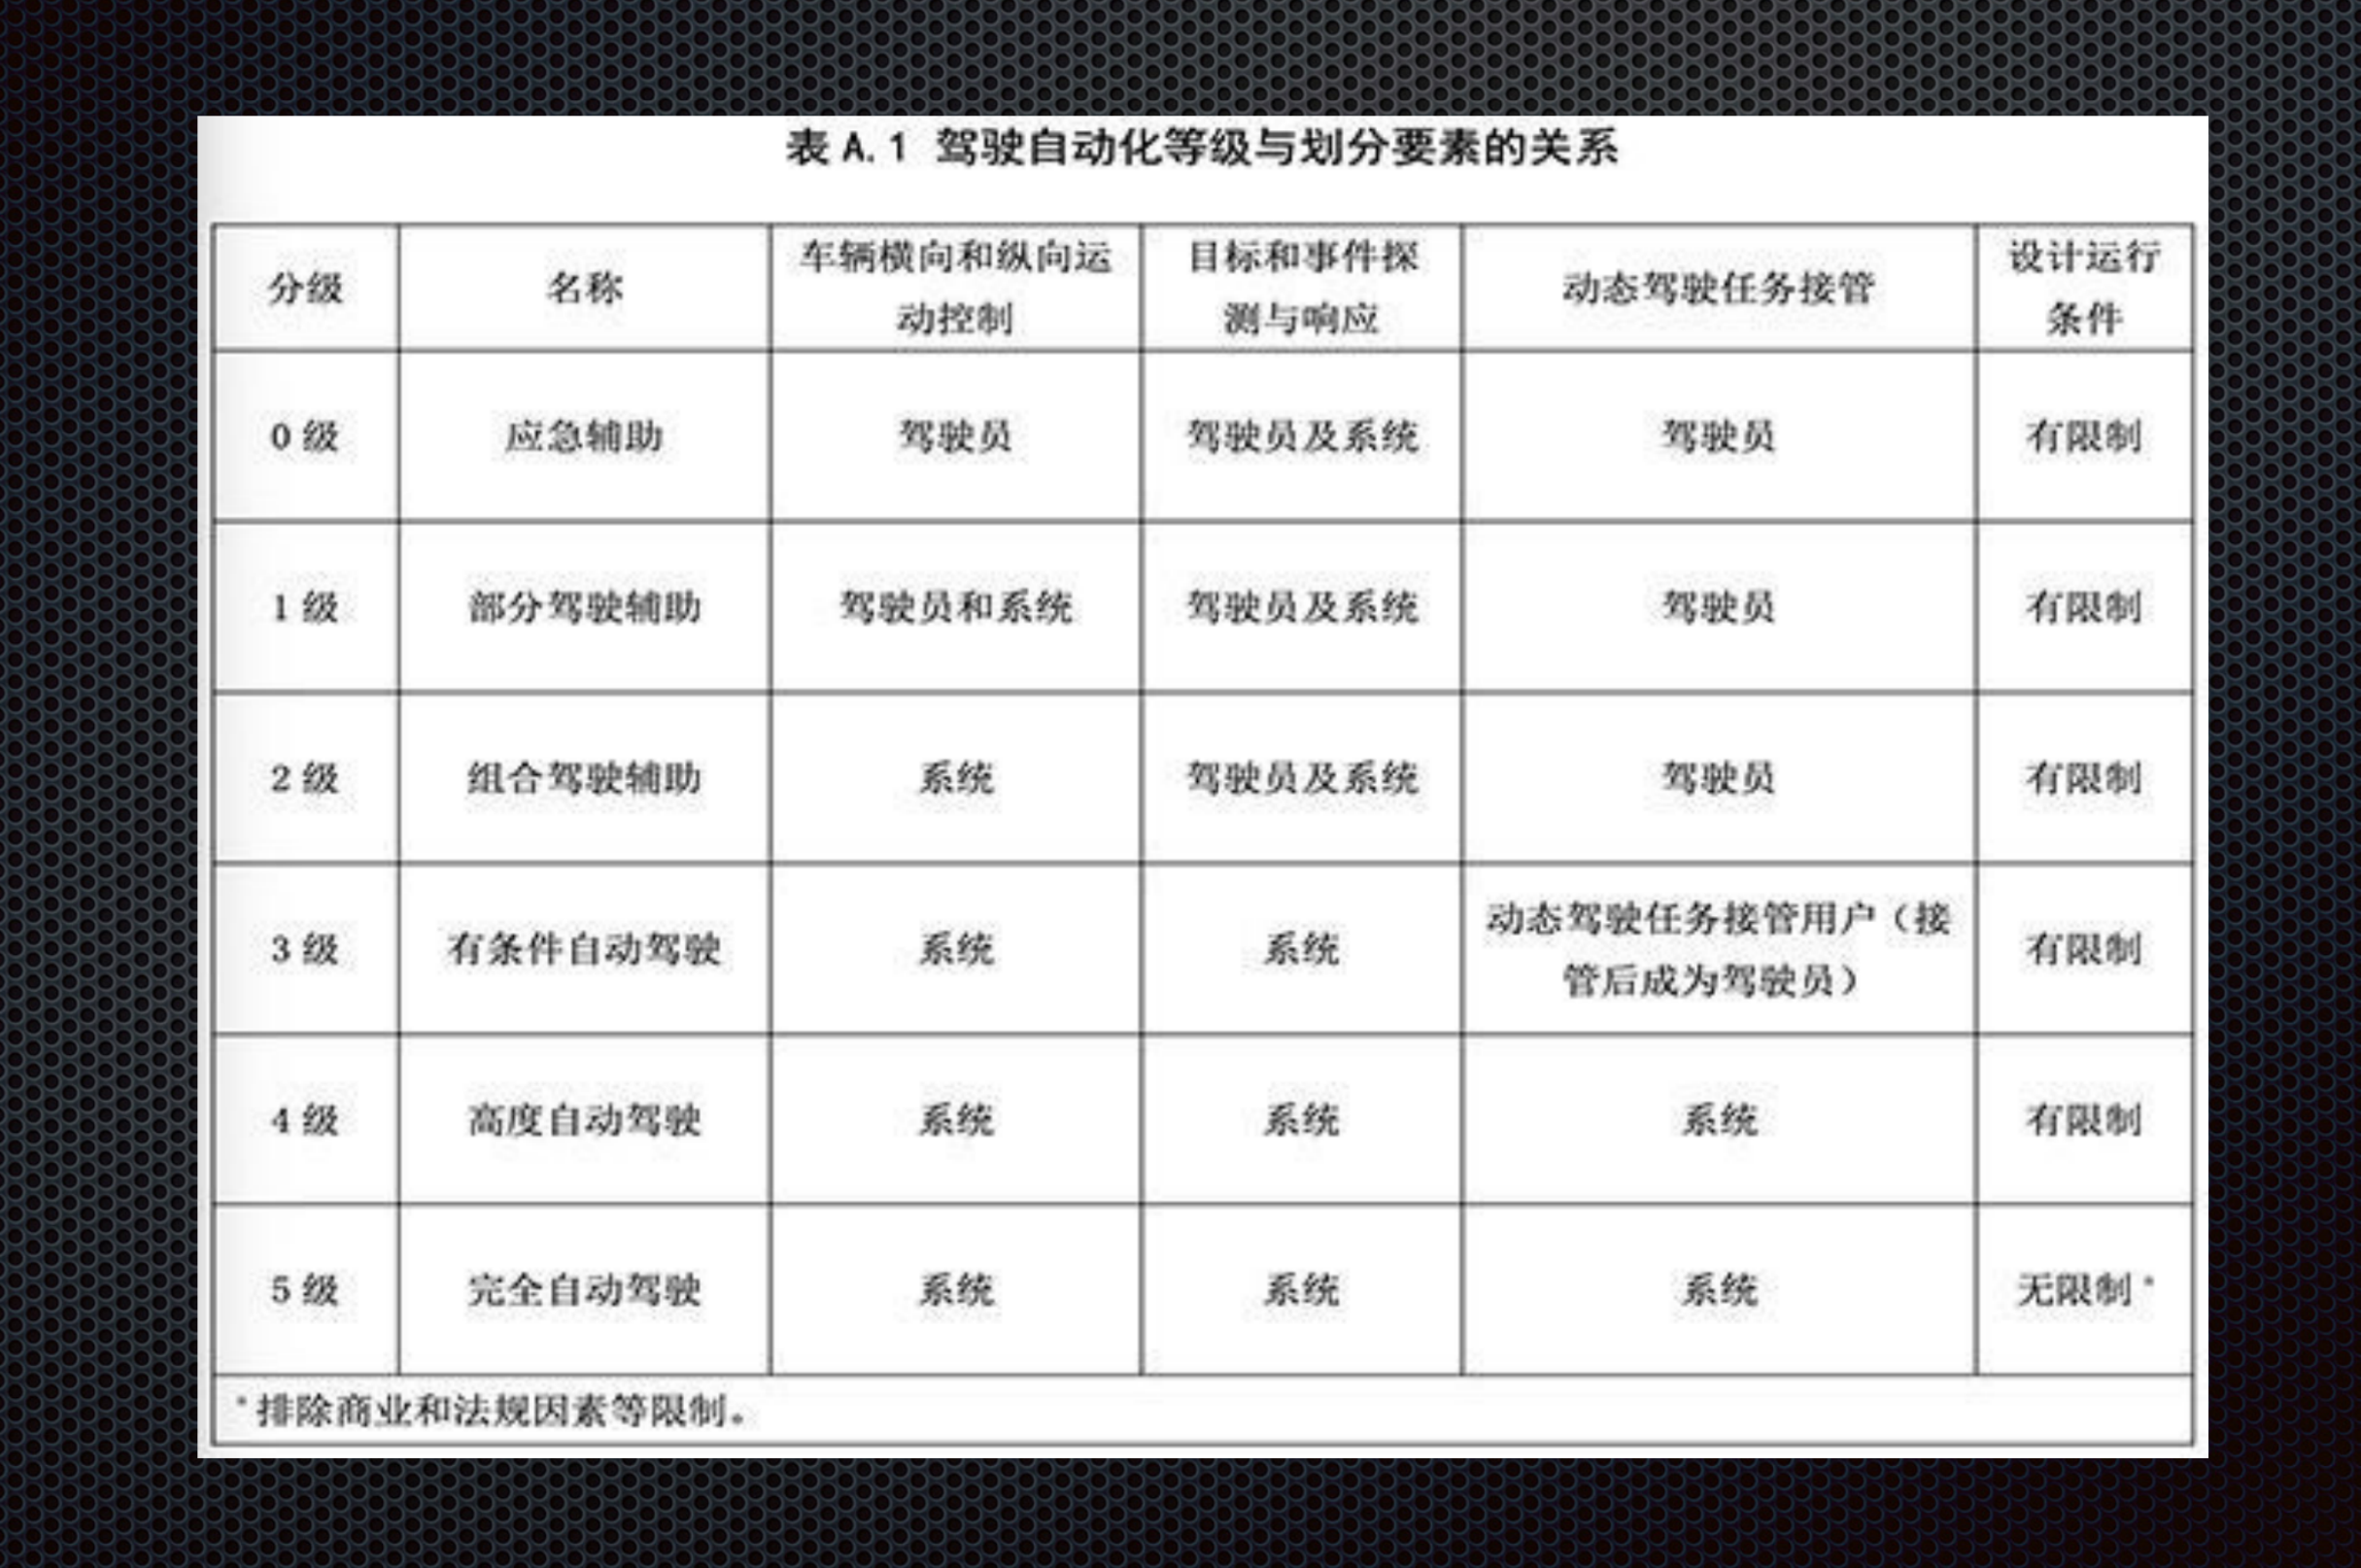 表 A.1 驾驶自动化等级与划分要素的关系
分级 名称 车辆横向和纵向运动控制 目标和事件探测与响应 动态驾驶任务接管 设计运行条件
0 级 应急辅助 驾驶员 驾驶员及系统 驾驶员 有限制
1 级 部分驾驶辅助 驾驶员和系统 驾驶员及系统 驾驶员 有限制
2 级 组合驾驶辅助 系统 驾驶员及系统 驾驶员 有限制
3 级 有条件自动驾驶 系统 系统 动态驾驶任务接管用户（接管后成为驾驶员） 有限制
4 级 高度自动驾驶 系统 系统 系统 有限制
5 级 完全自动驾驶 系统 系统 系统 无限制*
*排除商业和法规因素等限制。